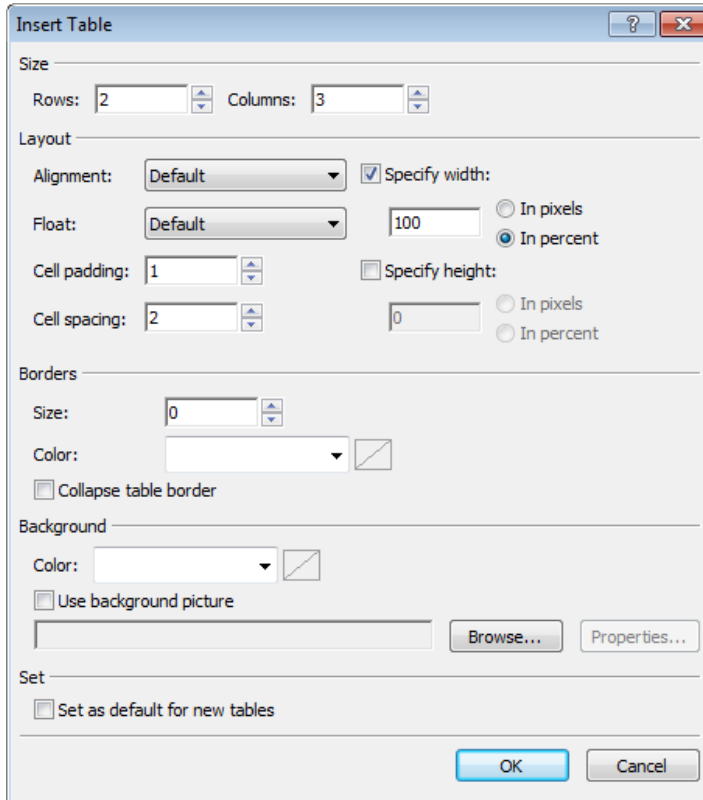 Insert Table
Size
Rows: 2 Columns: 3
Layout
Alignment: Default Specify width:
Float: Default 100 In pixels
In percent
Cell padding: 1 Specify height:
Cell spacing: 2 0 In pixels
In percent
Borders
Size: 0
Color:
Collapse table border
Background
Color:
Use background picture
Browse... Properties...
Set
Set as default for new tables
OK Cancel